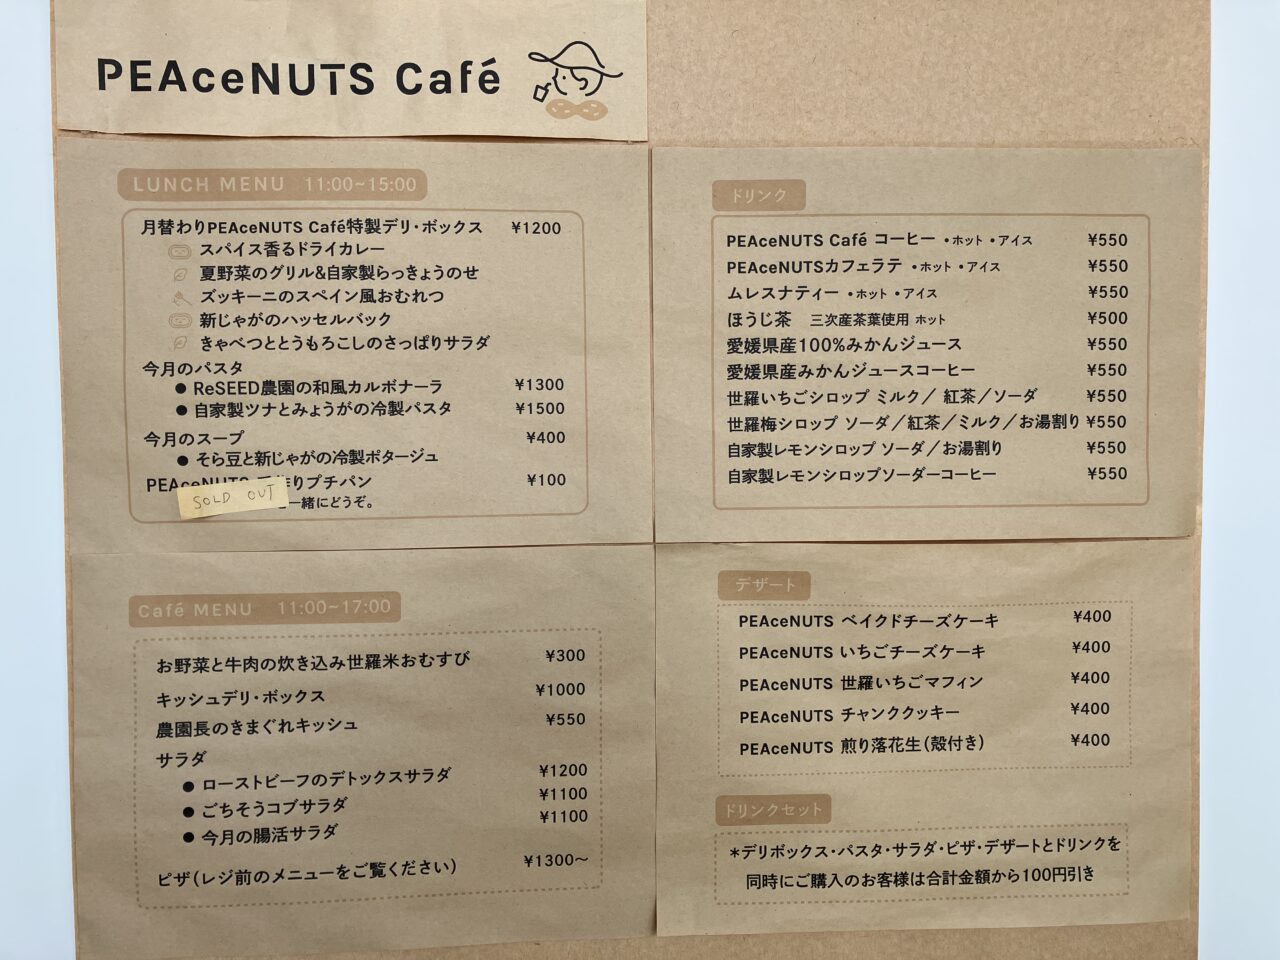 PEAceNUTS Café
LUNCH MENU 11:00~15:00
月替わりPEAceNUTS Café特製デリ・ボックス ¥1200
スパイス香るドライカレー
夏野菜のグリル&自家製らっきょうのせ
ズッキーニのスペイン風おむれつ
新じゃがのハッセルバック
きゃべつととうもろこしのさっぱりサラダ
今月のパスタ
● ReSEED農園の和風カルボナーラ ¥1300
● 自家製ツナとみょうがの冷製パスタ ¥1500
今月のスープ ¥400
● そら豆と新じゃがの冷製ポタージュ
PEAceNUTS 作りプチパン ¥100
SOLD OUT
一緒にどうぞ。
Café MENU 11:00~17:00
お野菜と牛肉の炊き込み世羅米おむすび ¥300
キッシュデリ・ボックス ¥1000
農園長のきまぐれキッシュ ¥550
サラダ
● ローストビーフのデトックスサラダ ¥1200
● ごちそうコブサラダ ¥1100
● 今月の腸活サラダ ¥1100
ピザ(レジ前のメニューをご覧ください) ¥1300～
ドリンク
PEAceNUTS Café コーヒー •ホット •アイス ¥550
PEAceNUTSカフェラテ •ホット •アイス ¥550
ムレスナティー •ホット •アイス ¥550
ほうじ茶 三次産茶葉使用 ホット ¥500
愛媛県産100%みかんジュース ¥550
愛媛県産みかんジュースコーヒー ¥550
世羅いちごシロップ ミルク／ 紅茶／ソーダ ¥550
世羅梅シロップ ソーダ／紅茶／ミルク／お湯割り ¥550
自家製レモンシロップ ソーダ／お湯割り ¥550
自家製レモンシロップソーダーコーヒー ¥550
デザート
PEAceNUTS ベイクドチーズケーキ ¥400
PEAceNUTS いちごチーズケーキ ¥400
PEAceNUTS 世羅いちごマフィン ¥400
PEAceNUTS チャンククッキー ¥400
PEAceNUTS 煎り落花生(殻付き) ¥400
ドリンクセット
*デリボックス・パスタ・サラダ・ピザ・デザートとドリンクを
同時にご購入のお客様は合計金額から100円引き